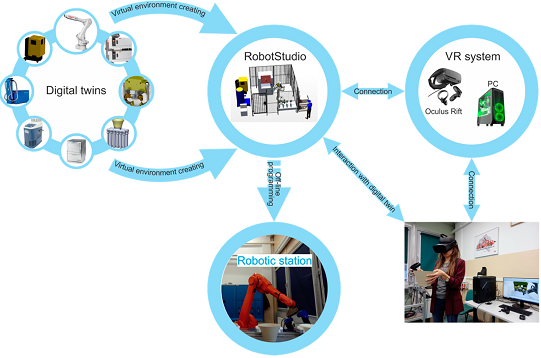 Virtual environment creating
Digital twins
Virtual environment creating
RobotStudio
Connection
VR system
Oculus Rift
PC
Off-line
programming
Interaction with digital twin
Connection
Robotic station